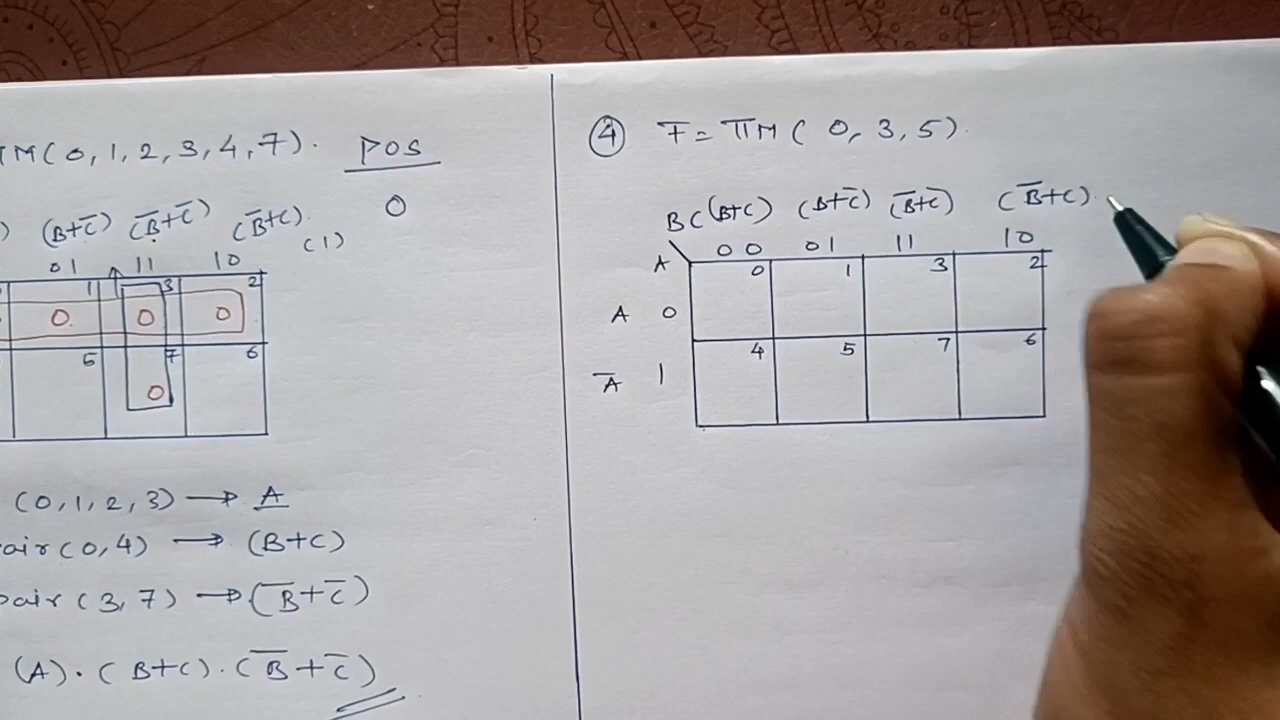 πM(0,1,2,3,4,7). POS
0
) (B+C̅) (B̅+C̅) (B̅+C).
(1)
01 11 10
1 3 2
0 0 0
5 7 6
0
(0,1,2,3) → A
pair(0,4) → (B+C)
pair(3,7) → (B̅+C̅)
(A).(B+C).(B̅+C̅)
④ F = πM(0,3,5).
BC (B+C) (B+C̅) (B̅+C̅) (B̅+C).
A 00 01 11 10
0 1 3 2
A 0
4 5 7 6
A̅ 1